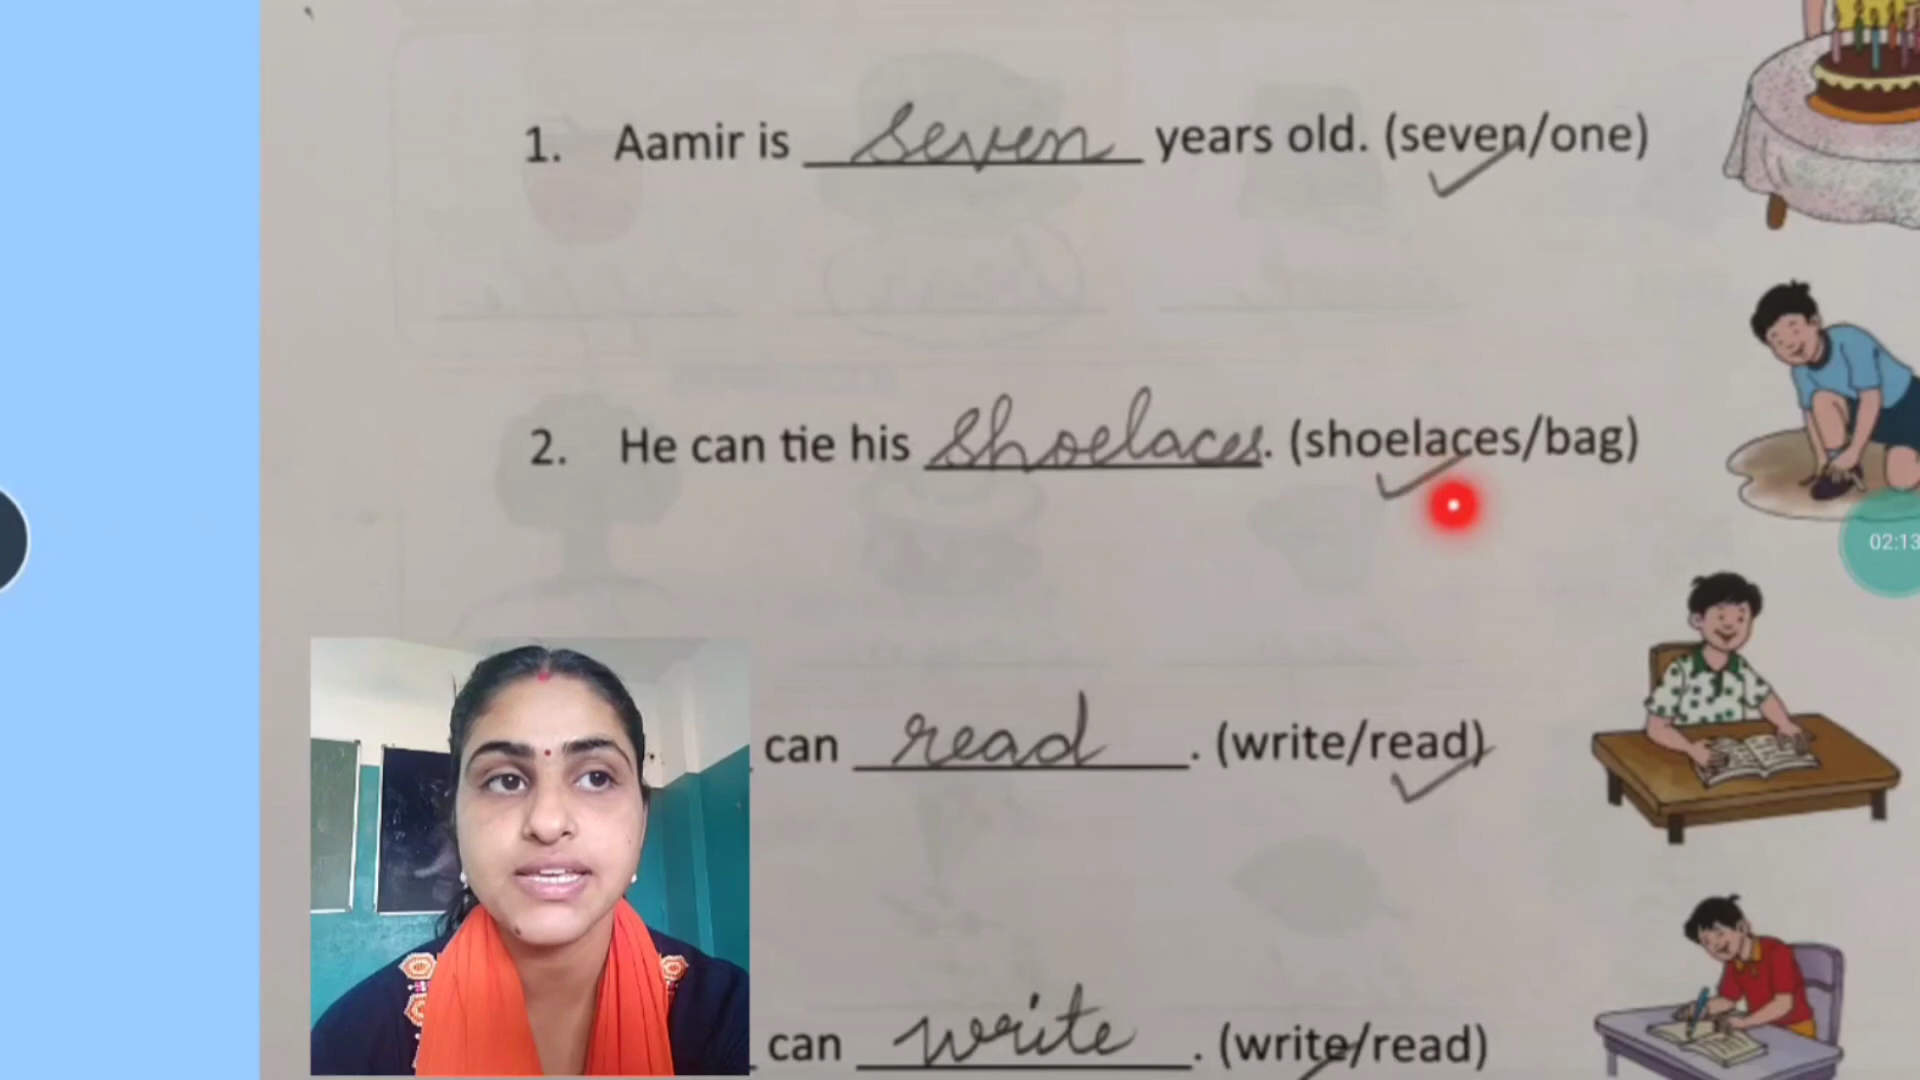 1. Aamir is seven years old. (seven/one)
2. He can tie his shoelaces. (shoelaces/bag)
02:13
can read. (write/read)
can write. (write/read)